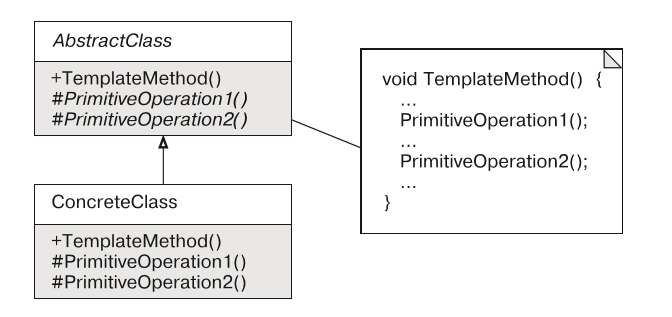 AbstractClass
+TemplateMethod()
#PrimitiveOperation1()
#PrimitiveOperation2()
void TemplateMethod() {
...
PrimitiveOperation1();
...
PrimitiveOperation2();
...
}
ConcreteClass
+TemplateMethod()
#PrimitiveOperation1()
#PrimitiveOperation2()